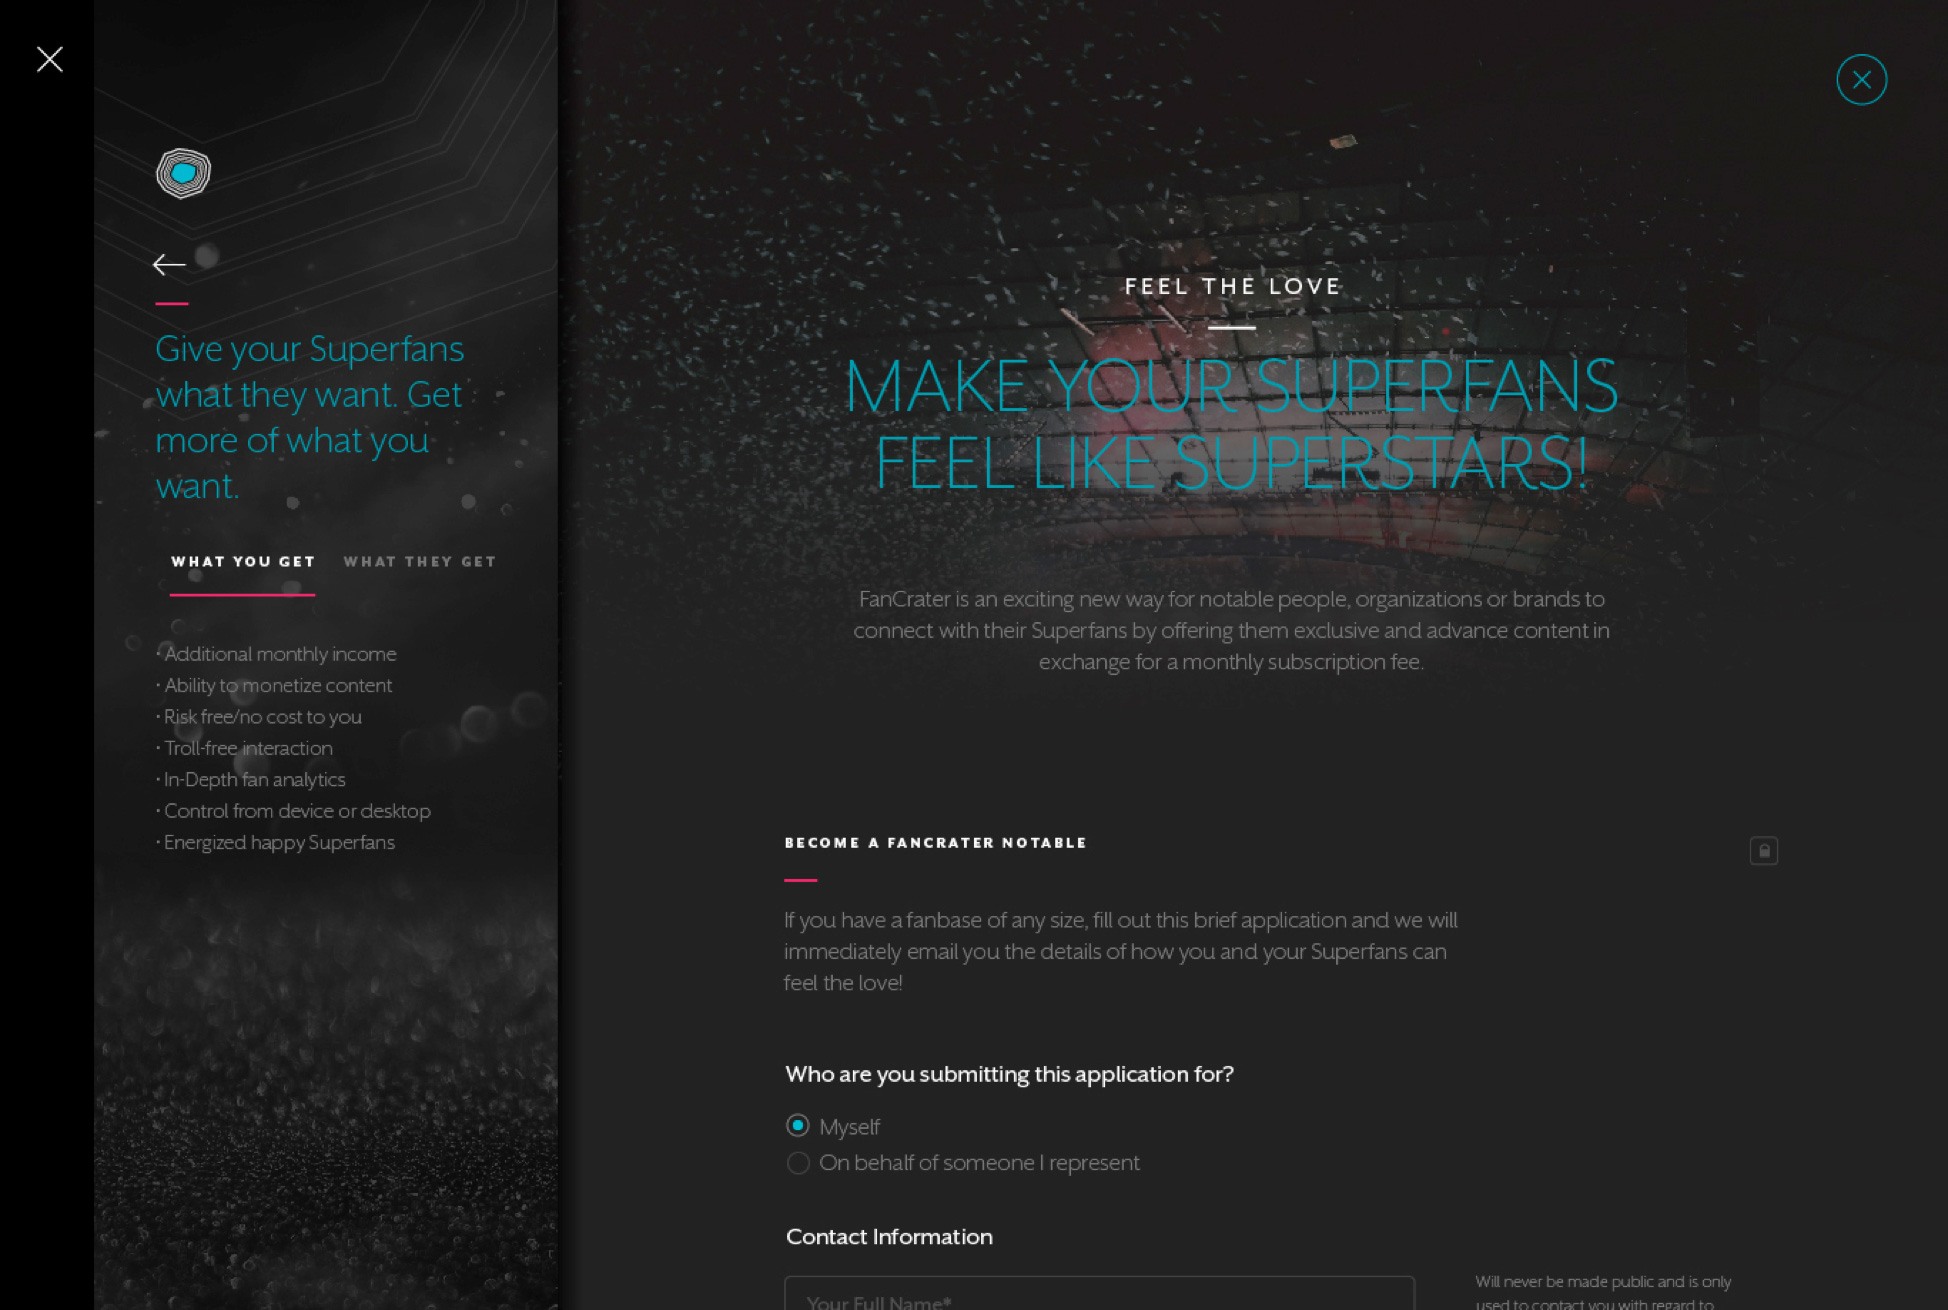 Give your Superfans
what they want. Get
more of what you
want.
WHAT YOU GET WHAT THEY GET
· Additional monthly income
· Ability to monetize content
· Risk free/no cost to you
· Troll-free interaction
· In-Depth fan analytics
· Control from device or desktop
· Energized happy Superfans
FEEL THE LOVE
MAKE YOUR SUPERFANS
FEEL LIKE SUPERSTARS!
FanCrater is an exciting new way for notable people, organizations or brands to
connect with their Superfans by offering them exclusive and advance content in
exchange for a monthly subscription fee.
BECOME A FANCRATER NOTABLE
If you have a fanbase of any size, fill out this brief application and we will
immediately email you the details of how you and your Superfans can
feel the love!
Who are you submitting this application for?
Myself
On behalf of someone I represent
Contact Information
Your Full Name*
Will never be made public and is only
used to contact you with regard to